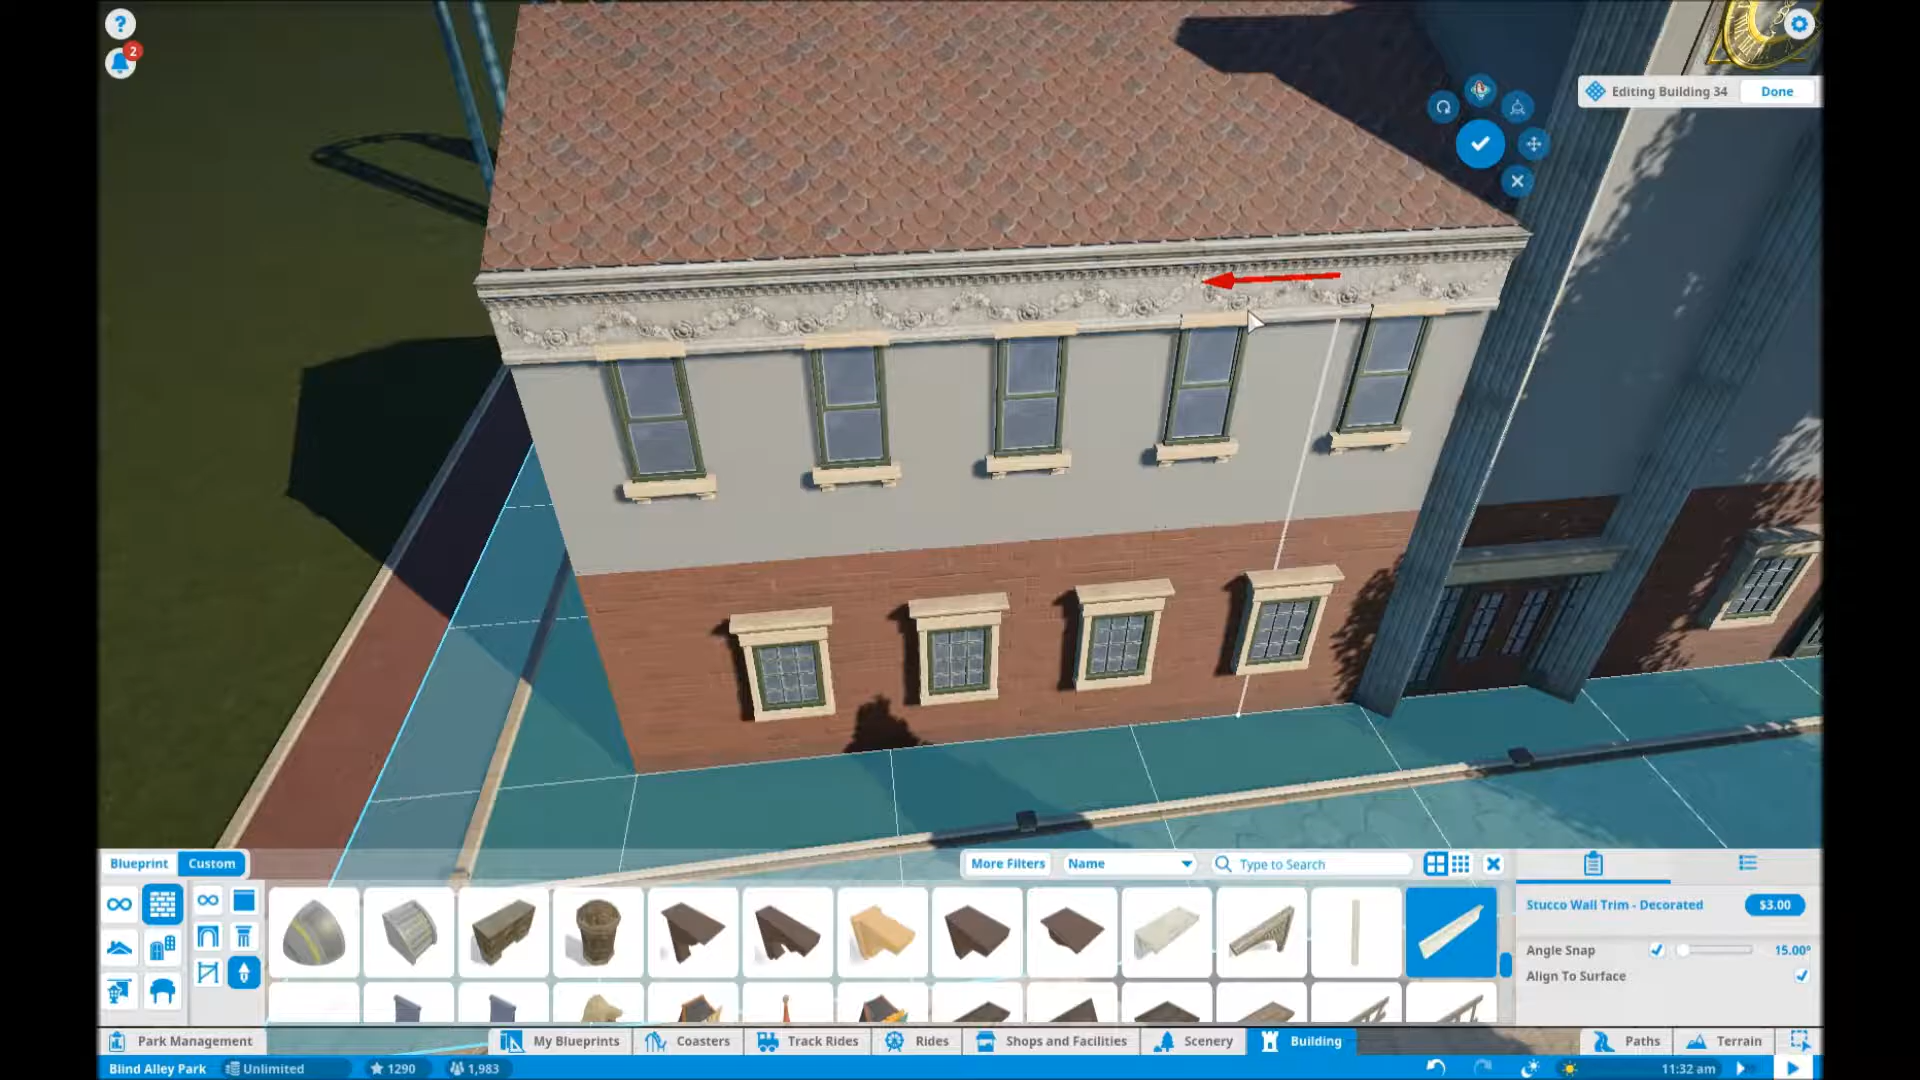 ?
2
Editing Building 34
Done
Blueprint
Custom
More Filters
Name
Type to Search
Stucco Wall Trim - Decorated
$3.00
Angle Snap
15.00°
Align To Surface
Park Management
My Blueprints
Coasters
Track Rides
Rides
Shops and Facilities
Scenery
Building
Paths
Terrain
Blind Alley Park
Unlimited
1290
1,983
11:32 am